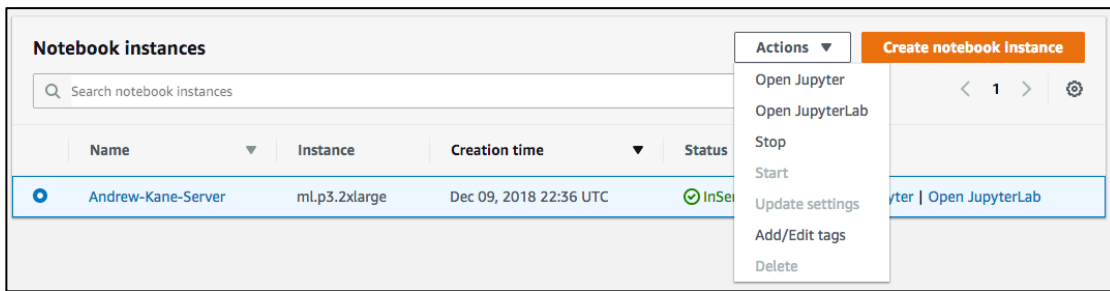 Notebook instances
Actions
Create notebook instance
Search notebook instances
1
Open Jupyter
Open JupyterLab
Stop
Start
Update settings
Add/Edit tags
Delete
Name Instance Creation time Status
Andrew-Kane-Server ml.p3.2xlarge Dec 09, 2018 22:36 UTC | Open JupyterLab